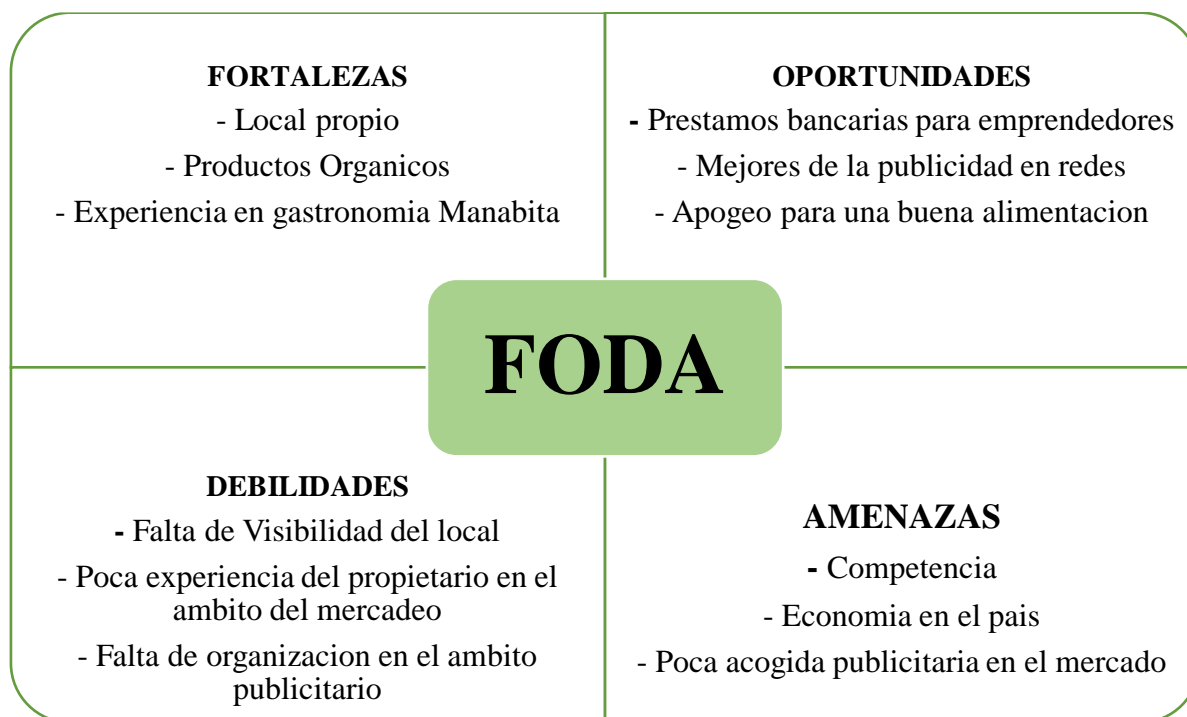 FORTALEZAS
- Local propio
- Productos Organicos
- Experiencia en gastronomia Manabita
OPORTUNIDADES
- Prestamos bancarias para emprendedores
- Mejores de la publicidad en redes
- Apogeo para una buena alimentacion
FODA
DEBILIDADES
- Falta de Visibilidad del local
- Poca experiencia del propietario en el
ambito del mercadeo
- Falta de organizacion en el ambito
publicitario
AMENAZAS
- Competencia
- Economia en el pais
- Poca acogida publicitaria en el mercado